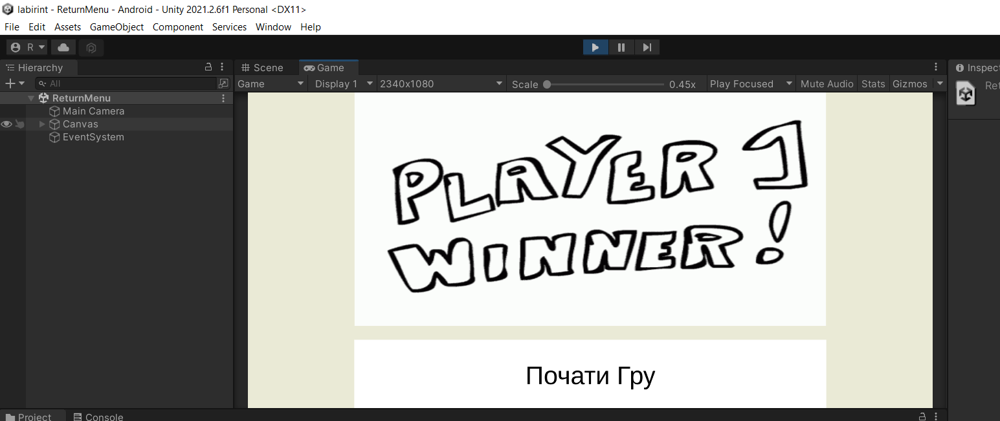 labirint - ReturnMenu - Android - Unity 2021.2.6f1 Personal <DX11>
File Edit Assets GameObject Component Services Window Help
R
Hierarchy
Scene
Game
Inspect
All
Game
Display 1
2340x1080
Scale
0.45x
Play Focused
Mute Audio
Stats
Gizmos
Ret
ReturnMenu
Main Camera
Canvas
EventSystem
PLAYER 1
WINNER!
Почати Гру
Project
Console